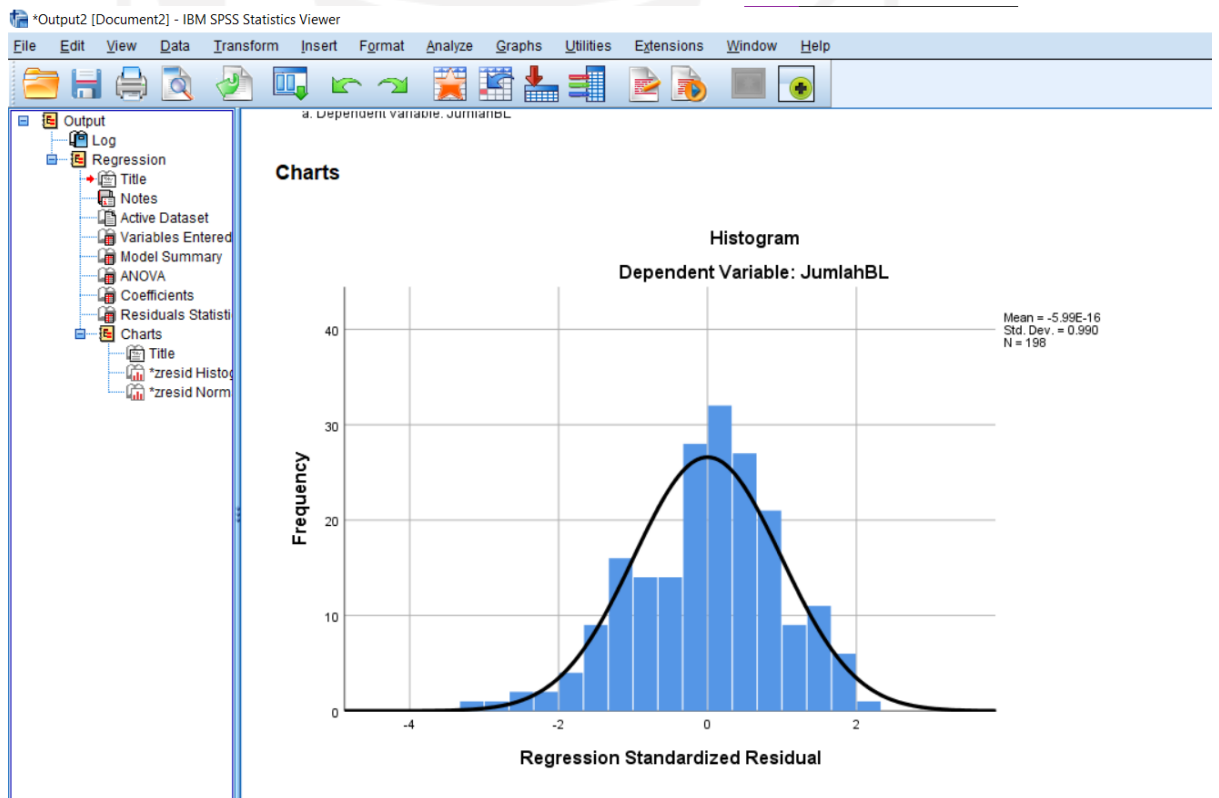 *Output2 [Document2] - IBM SPSS Statistics Viewer
File Edit View Data Transform Insert Format Analyze Graphs Utilities Extensions Window Help
Output
Log
Regression
Title
Notes
Active Dataset
Variables Entered
Model Summary
ANOVA
Coefficients
Residuals Statisti
Charts
Title
*zresid Histog
*zresid Norm
a. Dependent Variable: JumlahBL
Charts
Histogram
Dependent Variable: JumlahBL
Mean = -5.99E-16
Std. Dev. = 0.990
N = 198
Frequency
40
30
20
10
0
-4 -2 0 2
Regression Standardized Residual